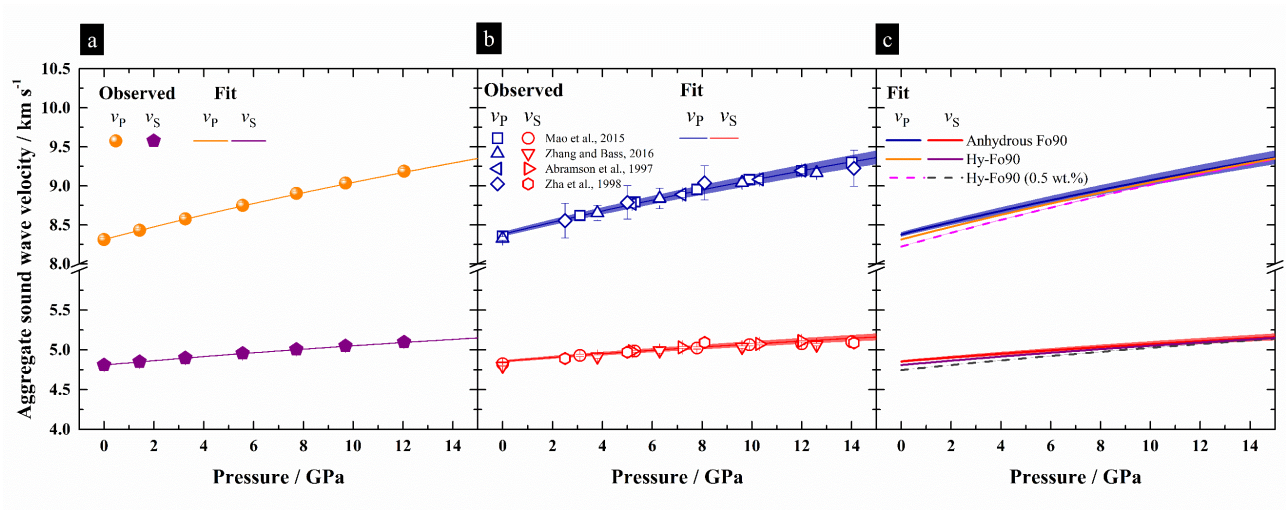 a
b
c
Aggregate sound wave velocity / km s⁻¹
10.5
10.0
9.5
9.0
8.5
8.0
5.5
5.0
4.5
4.0
Observed Fit
vP vS vP vS
0 2 4 6 8 10 12 14
Pressure / GPa
Observed Fit
vP vS vP vS
Mao et al., 2015
Zhang and Bass, 2016
Abramson et al., 1997
Zha et al., 1998
0 2 4 6 8 10 12 14
Pressure / GPa
Fit
vP vS
Anhydrous Fo90
Hy-Fo90
Hy-Fo90 (0.5 wt.%)
0 2 4 6 8 10 12 14
Pressure / GPa